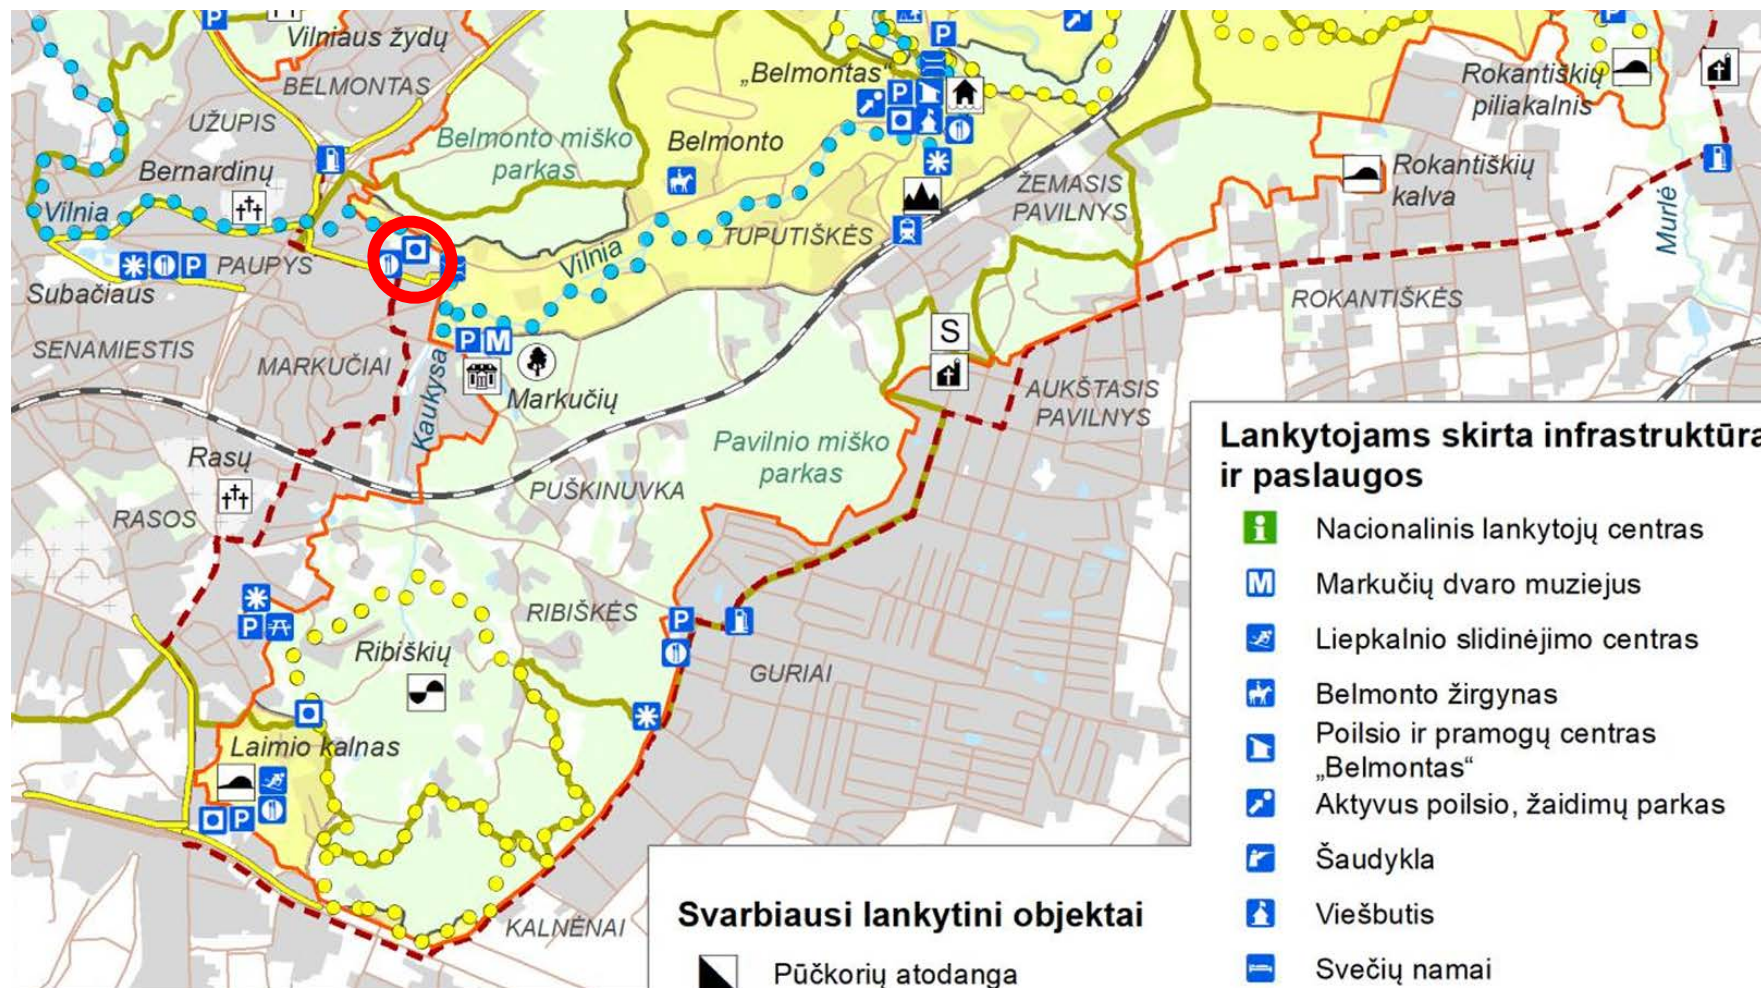 Vilniaus žydų
BELMONTAS
UŽUPIS
Bernardinų
Vilnia
PAUPYS
Subačiaus
SENAMIESTIS
MARKUČIAI
Belmonto miško
parkas
„Belmontas“
Belmonto
TUPUTIŠKĖS
Vilnia
ŽEMASIS
PAVILNYS
Rokantiškių
piliakalnis
Rokantiškių
kalva
Murlė
ROKANTIŠKĖS
S
AUKŠTASIS
PAVILNYS
Markučių
Kaukysa
Pavilnio miško
parkas
PUŠKINUVKA
Rasų
RASOS
RIBIŠKĖS
Ribiškių
GURIAI
Laimio kalnas
KALNĖNAI
P
P
P
P
P
P
M
P
P
P
Lankytojams skirta infrastruktūra
ir paslaugos
i Nacionalinis lankytojų centras
M Markučių dvaro muziejus
Liepkalnio slidinėjimo centras
Belmonto žirgynas
Poilsio ir pramogų centras
„Belmontas“
Aktyvus poilsio, žaidimų parkas
Šaudykla
Viešbutis
Svečių namai
Svarbiausi lankytini objektai
Pūčkorių atodanga